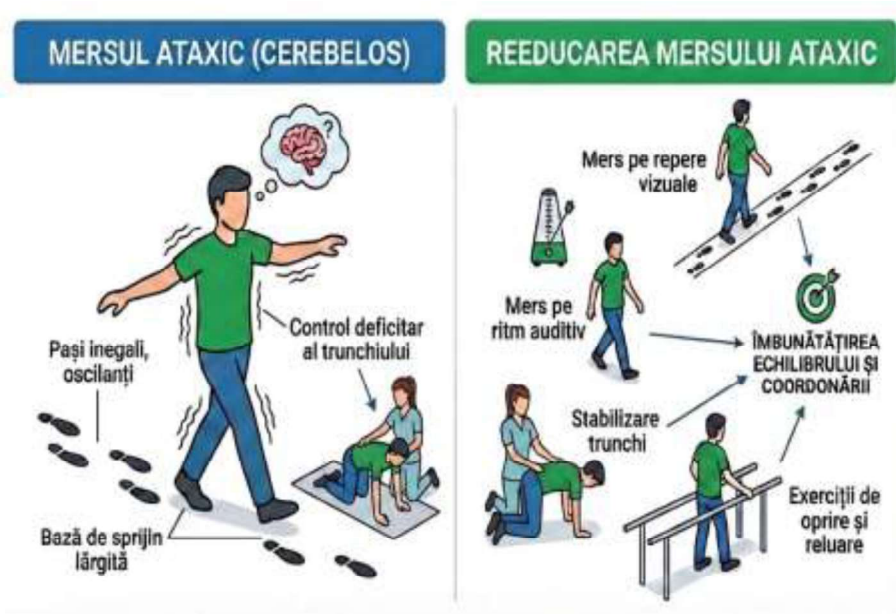 MERSUL ATAXIC (CEREBELOS)
Pași inegali,
oscilanți
Control deficitar
al trunchiului
Bază de sprijin
lărgită
REEDUCAREA MERSULUI ATAXIC
Mers pe repere
vizuale
Mers pe
ritm auditiv
ÎMBUNĂTĂȚIREA
ECHILIBRULUI ȘI
COORDONĂRII
Stabilizare
trunchi
Exerciții de
oprire și
reluare